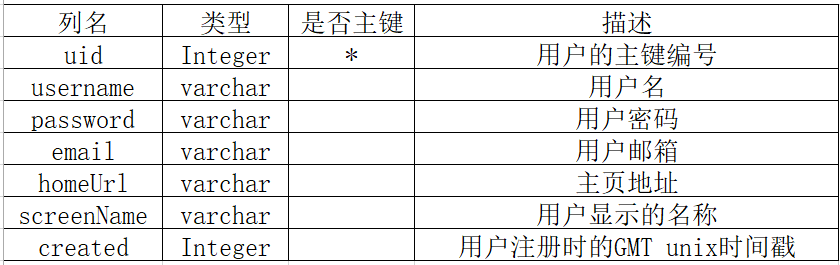 列名 类型 是否主键 描述
uid Integer * 用户的主键编号
username varchar 用户名
password varchar 用户密码
email varchar 用户邮箱
homeUrl varchar 主页地址
screenName varchar 用户显示的名称
created Integer 用户注册时的GMT unix时间戳